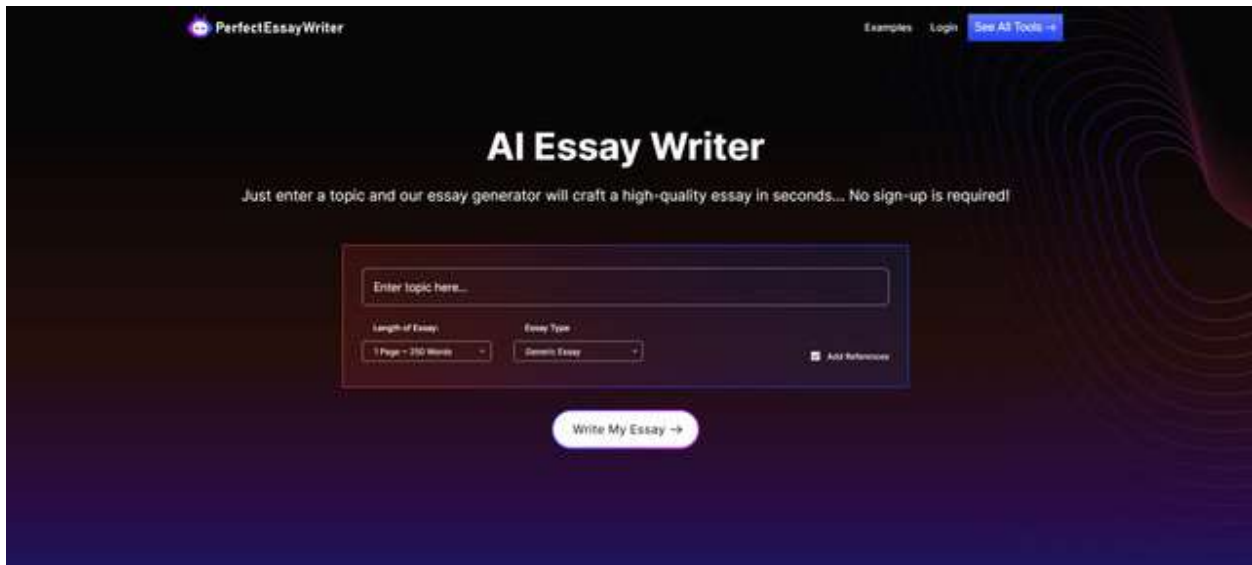 PerfectEssayWriter
Examples Login See All Tools →
AI Essay Writer
Just enter a topic and our essay generator will craft a high-quality essay in seconds... No sign-up is required!
Enter topic here...
Length of Essay: Essay Type
1 Page ~ 250 Words Generic Essay
Add References
Write My Essay →